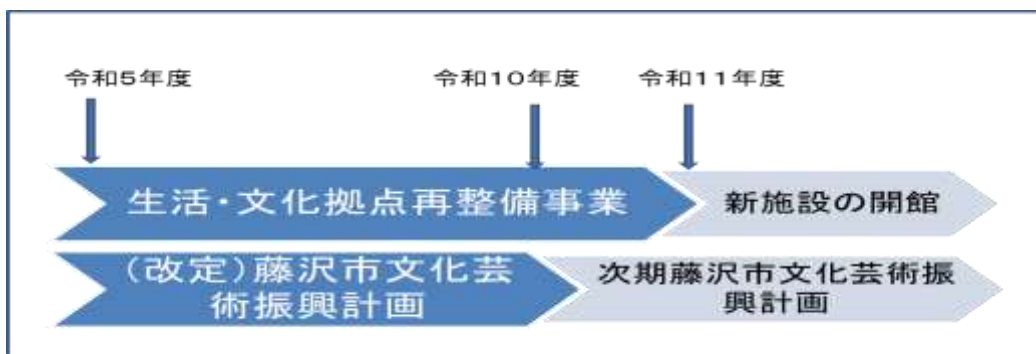 令和5年度
令和10年度
令和11年度
生活・文化拠点再整備事業
新施設の開館
(改定)藤沢市文化芸
術振興計画
次期藤沢市文化芸術振
興計画